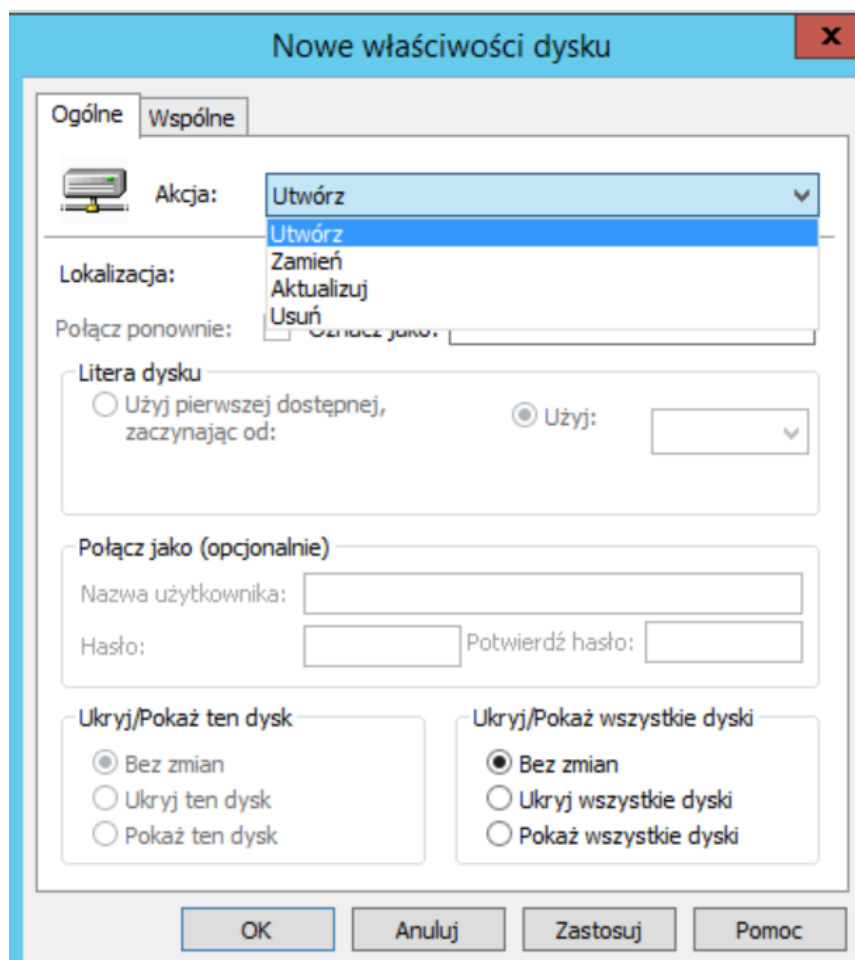 Nowe właściwości dysku
x
Ogólne
Wspólne
Akcja:
Utwórz
Utwórz
Zamień
Aktualizuj
Usuń
Lokalizacja:
Połącz ponownie:
Oznacz jako:
Litera dysku
Użyj pierwszej dostępnej,
zaczynając od:
Użyj:
Połącz jako (opcjonalnie)
Nazwa użytkownika:
Hasło:
Potwierdź hasło:
Ukryj/Pokaż ten dysk
Bez zmian
Ukryj ten dysk
Pokaż ten dysk
Ukryj/Pokaż wszystkie dyski
Bez zmian
Ukryj wszystkie dyski
Pokaż wszystkie dyski
OK
Anuluj
Zastosuj
Pomoc